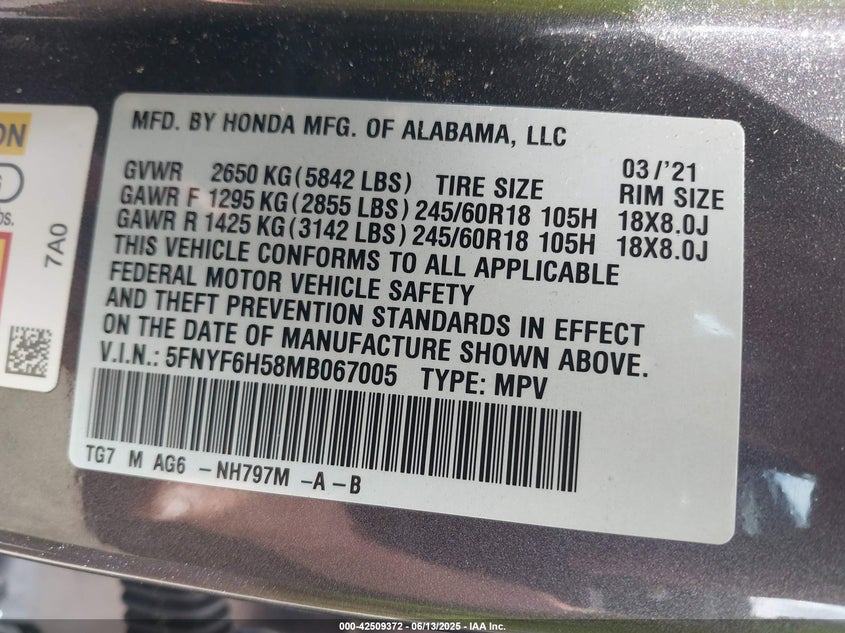 ON
DS.
7A0
MFD. BY HONDA MFG. OF ALABAMA, LLC
GVWR 2650 KG (5842 LBS) TIRE SIZE 03/'21 RIM SIZE
GAWR F 1295 KG (2855 LBS) 245/60R18 105H 18X8.0J
GAWR R 1425 KG (3142 LBS) 245/60R18 105H 18X8.0J
THIS VEHICLE CONFORMS TO ALL APPLICABLE
FEDERAL MOTOR VEHICLE SAFETY
AND THEFT PREVENTION STANDARDS IN EFFECT
ON THE DATE OF MANUFACTURE SHOWN ABOVE.
V.I.N.: 5FNYF6H58MB067005 TYPE: MPV
TG7 M AG6 -NH797M -A -B
000-42509372 - 06/13/2025 - IAA Inc.